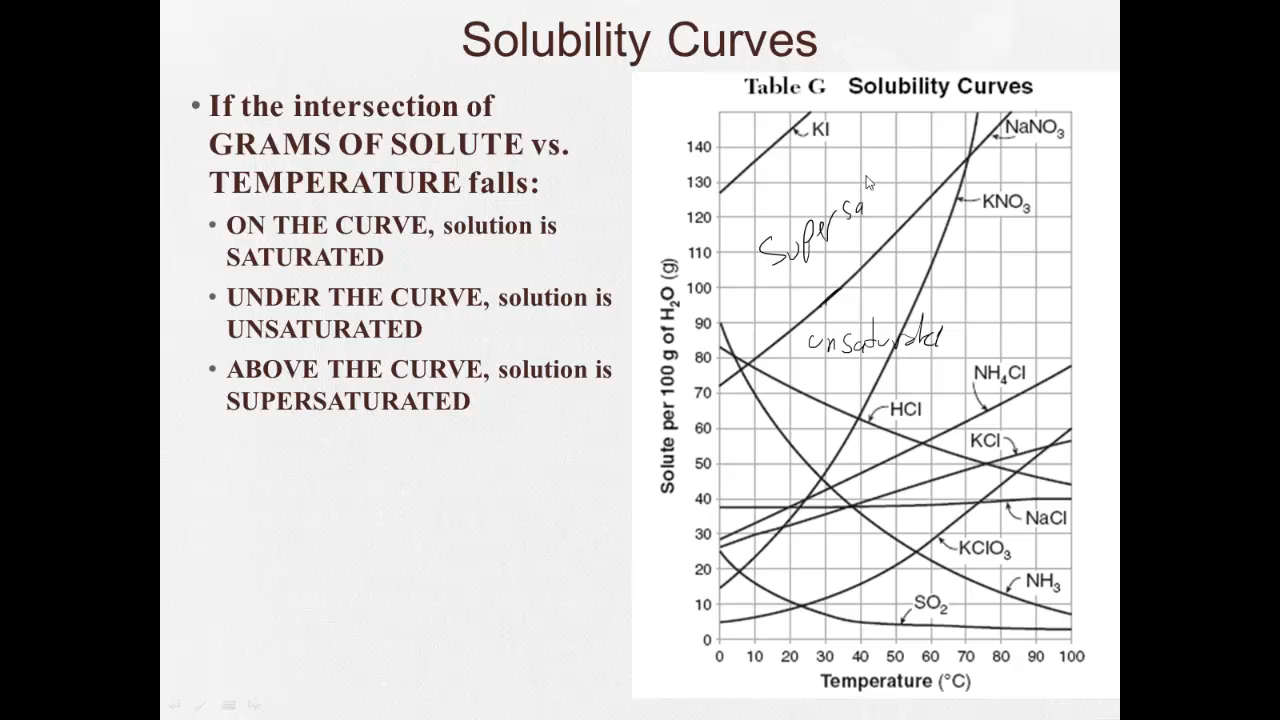 Solubility Curves
• If the intersection of
GRAMS OF SOLUTE vs.
TEMPERATURE falls:
• ON THE CURVE, solution is
SATURATED
• UNDER THE CURVE, solution is
UNSATURATED
• ABOVE THE CURVE, solution is
SUPERSATURATED
Table G Solubility Curves
KI
NaNO₃
KNO₃
Supersa
unsaturated
NH₄Cl
HCl
KCl
NaCl
KClO₃
NH₃
SO₂
Solute per 100 g of H₂O (g)
140
130
120
110
100
90
80
70
60
50
40
30
20
10
0
0 10 20 30 40 50 60 70 80 90 100
Temperature (°C)